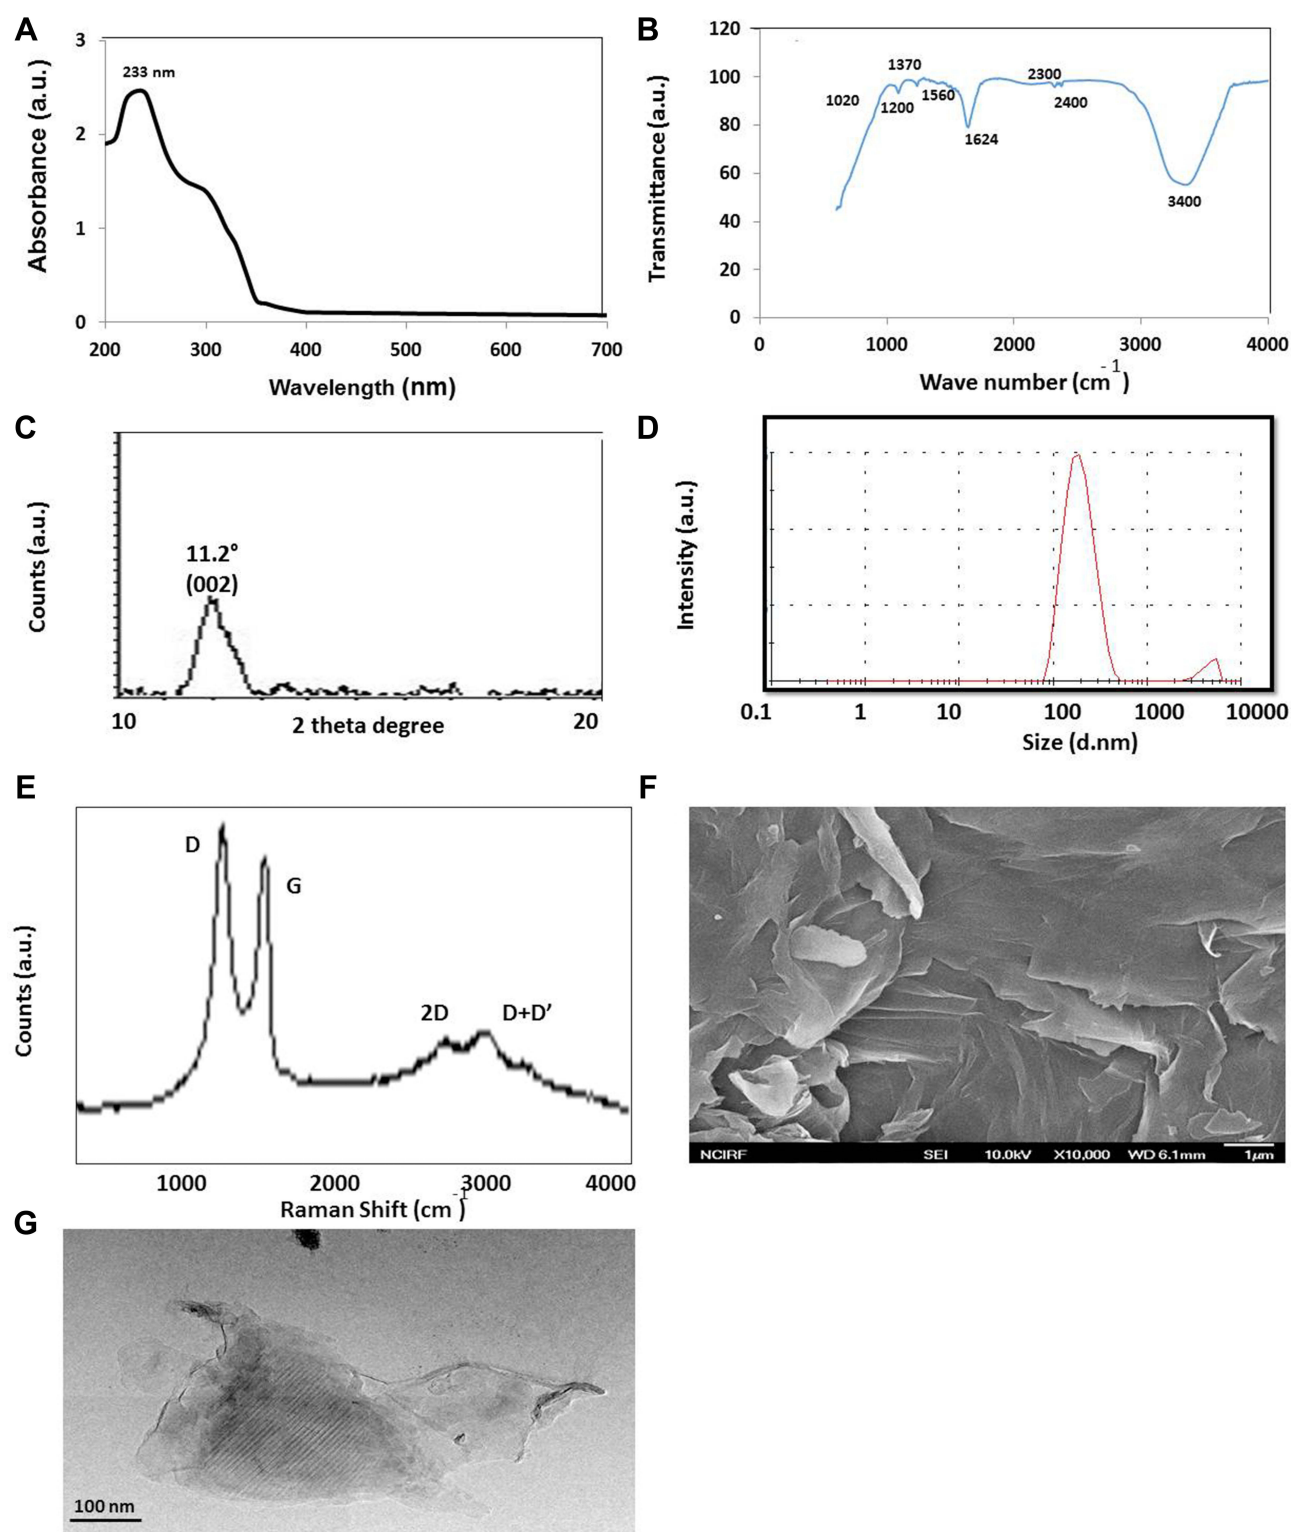 A
3
2
1
0
233 nm
Absorbance (a.u.)
200 300 400 500 600 700
Wavelength (nm)
B
120
100
80
60
40
20
0
1020
1370
1200
1560
1624
2300
2400
3400
Transmittance (a.u.)
0 1000 2000 3000 4000
Wave number (cm-1)
C
Counts (a.u.)
11.2°
(002)
10 20
2 theta degree
D
Intensity (a.u.)
0.1 1 10 100 1000 10000
Size (d.nm)
E
Counts (a.u.)
D
G
2D
D+D’
1000 2000 3000 4000
Raman Shift (cm-1)
F
NCIRF SEI 10.0kV X10,000 WD 6.1mm 1µm
G
100 nm